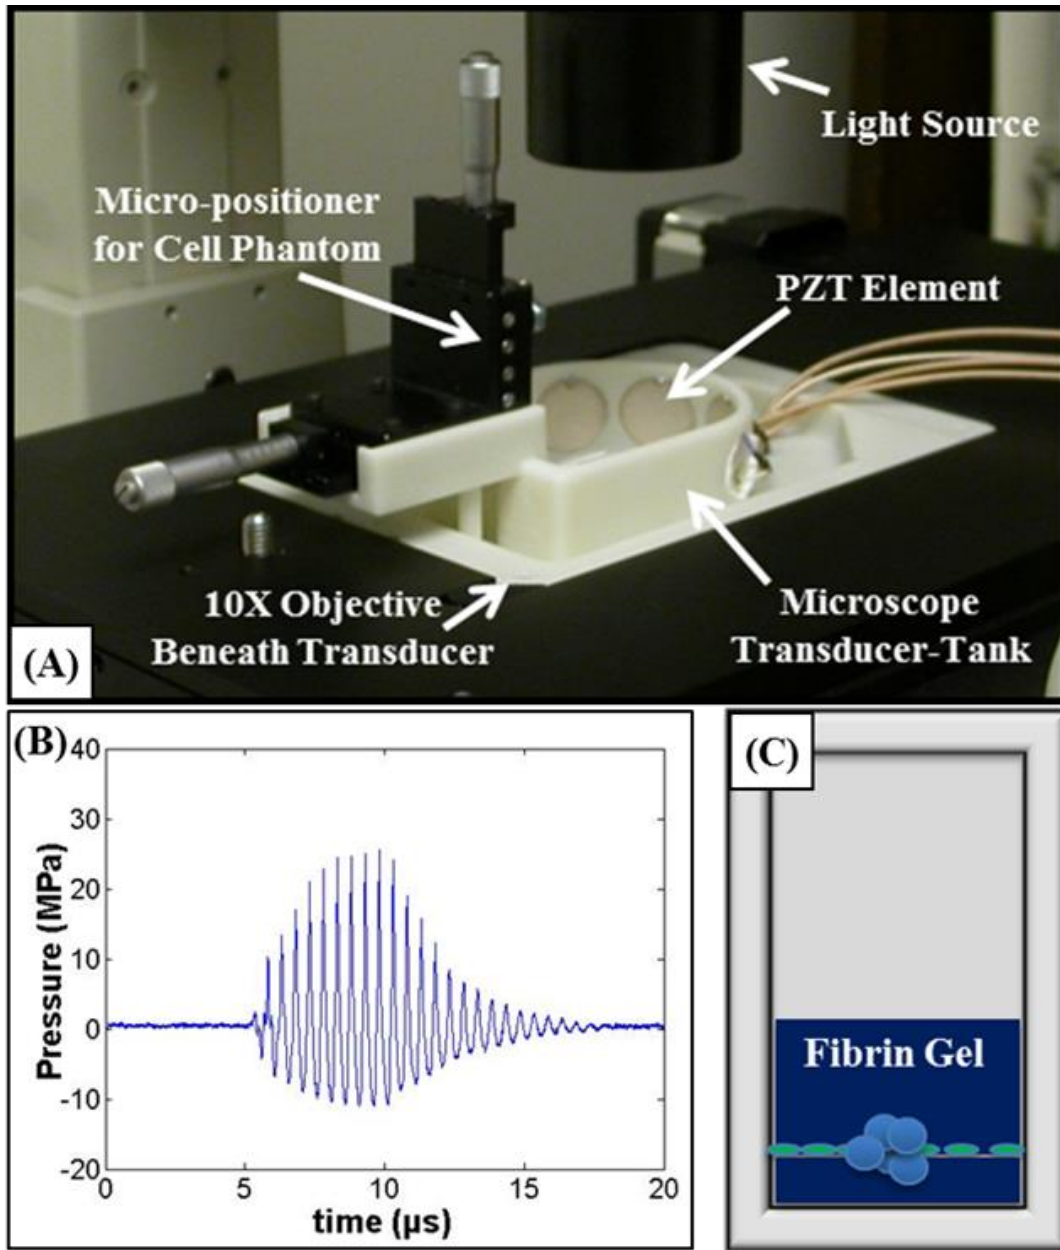 Light Source
Micro-positioner
for Cell Phantom
PZT Element
10X Objective
Beneath Transducer
Microscope
Transducer-Tank
(A)
(B)
40
30
20
10
0
-10
-20
Pressure (MPa)
0
5
10
15
20
time (μs)
(C)
Fibrin Gel